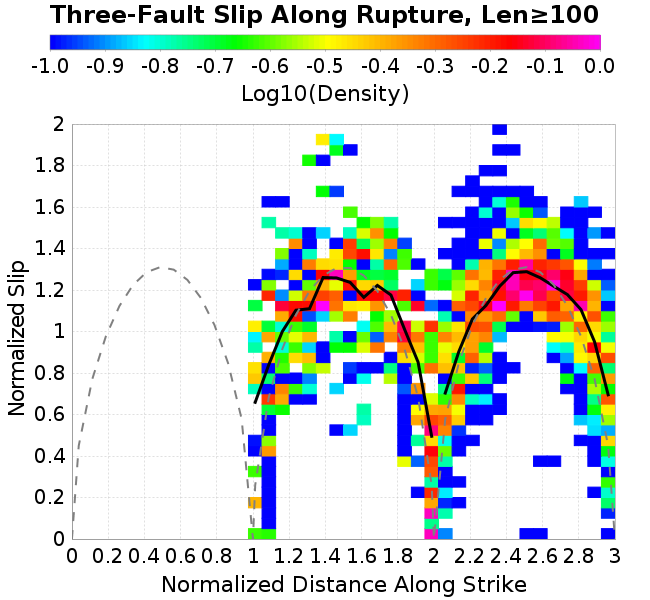 Three-Fault Slip Along Rupture, Len≥100
-1.0 -0.9 -0.8 -0.7 -0.6 -0.5 -0.4 -0.3 -0.2 -0.1 0.0
Log10(Density)
Normalized Slip
2
1.8
1.6
1.4
1.2
1
0.8
0.6
0.4
0.2
0
0 0.2 0.4 0.6 0.8 1 1.2 1.4 1.6 1.8 2 2.2 2.4 2.6 2.8 3
Normalized Distance Along Strike